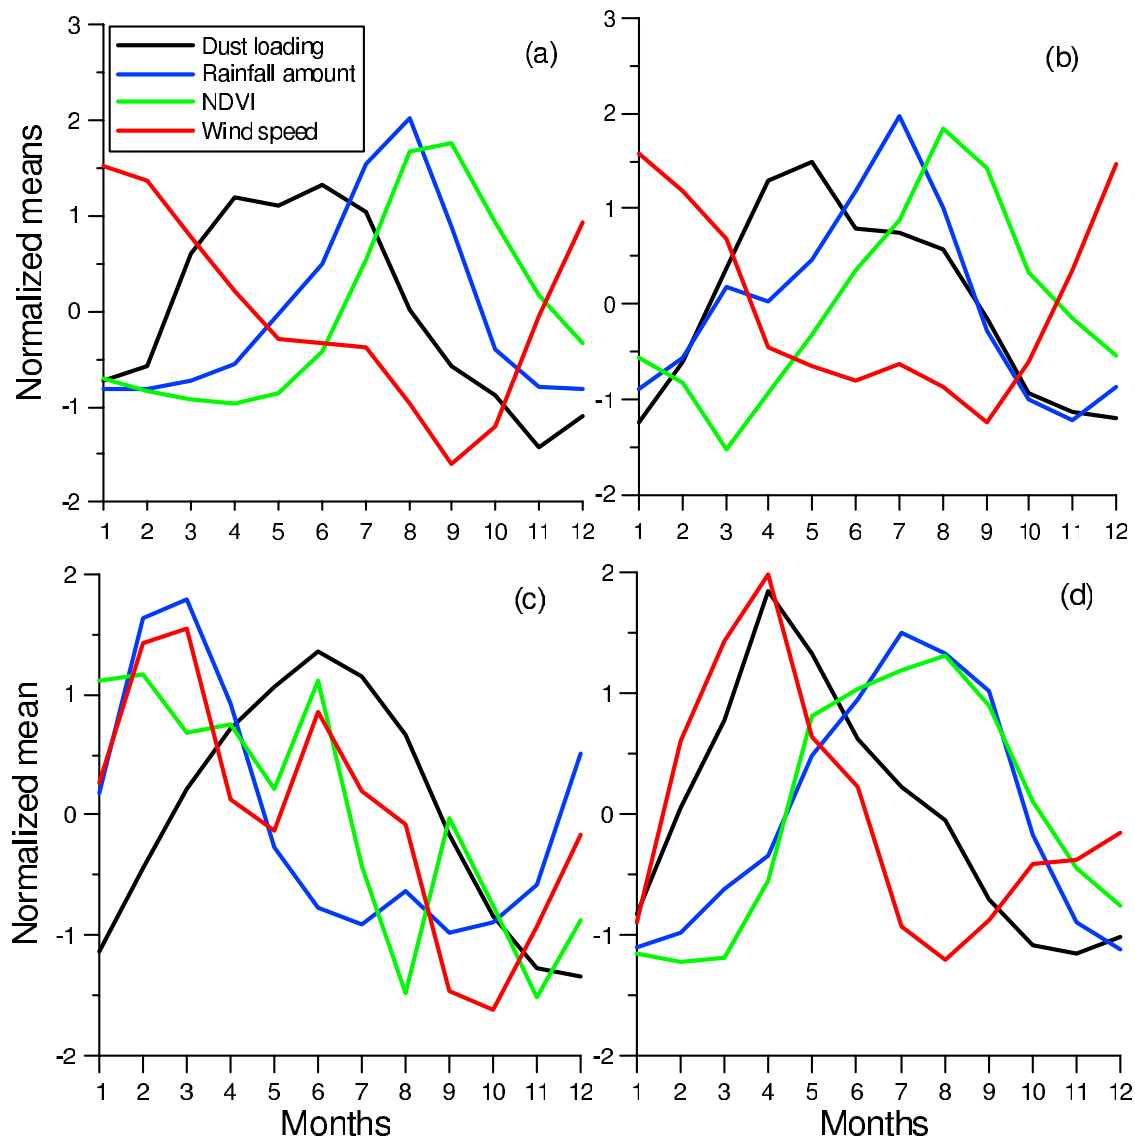 3
2
1
0
-1
-2
Normalized means
Dust loading
Rainfall amount
NDVI
Wind speed
(a)
1 2 3 4 5 6 7 8 9 10 11 12
3
2
1
0
-1
-2
(b)
1 2 3 4 5 6 7 8 9 10 11 12
2
1
0
-1
-2
Normalized mean
(c)
1 2 3 4 5 6 7 8 9 10 11 12
Months
2
1
0
-1
-2
(d)
1 2 3 4 5 6 7 8 9 10 11 12
Months